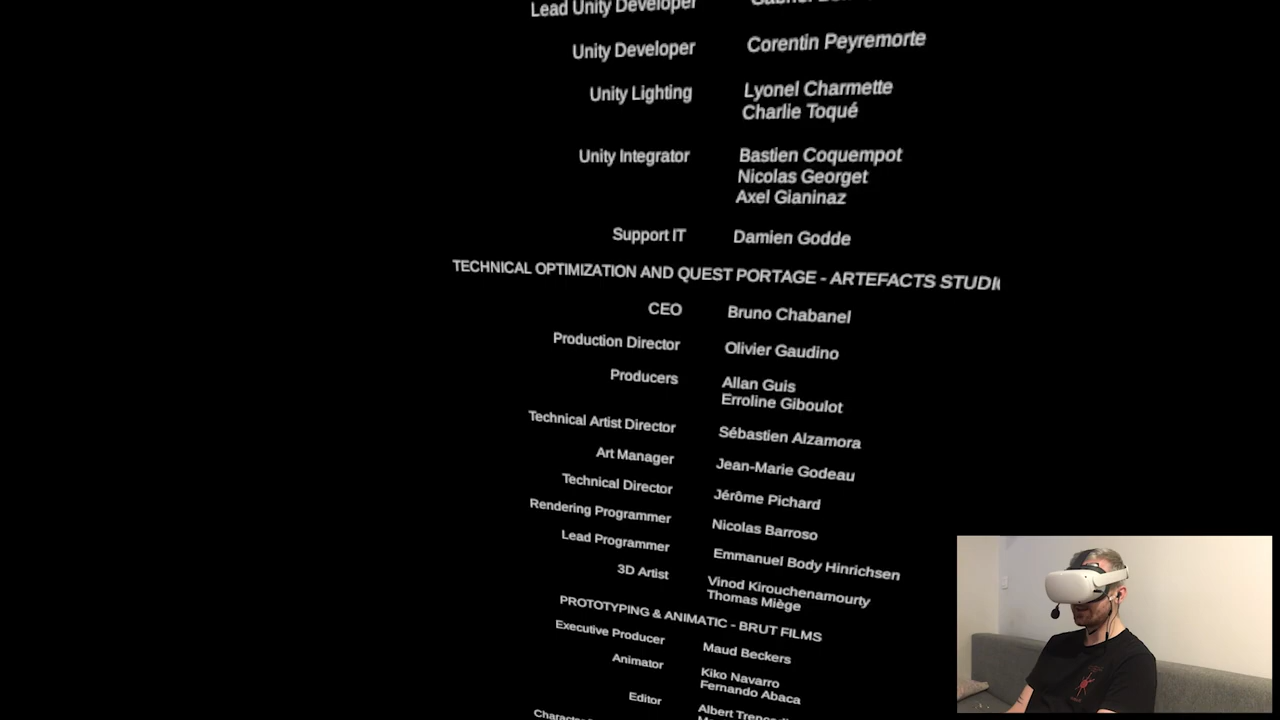 Lead Unity Developer
Unity Developer Corentin Peyremorte
Unity Lighting Lyonel Charmette
Charlie Toqué
Unity Integrator Bastien Coquempot
Nicolas Georget
Axel Gianinaz
Support IT Damien Godde
TECHNICAL OPTIMIZATION AND QUEST PORTAGE - ARTEFACTS
CEO Bruno Chabanel
Production Director Olivier Gaudino
Producers Allan Guis
Erroline Giboulot
Technical Artist Director Sébastien Alzamora
Art Manager Jean-Marie Godeau
Technical Director Jérôme Pichard
Rendering Programmer Nicolas Barroso
Lead Programmer Emmanuel Body Hinrichsen
3D Artist Vinod Kirouchenamourty
Thomas Miège
PROTOTYPING & ANIMATIC - BRUT FILMS
Executive Producer Maud Beckers
Animator Kiko Navarro
Fernando Abaca
Editor Albert